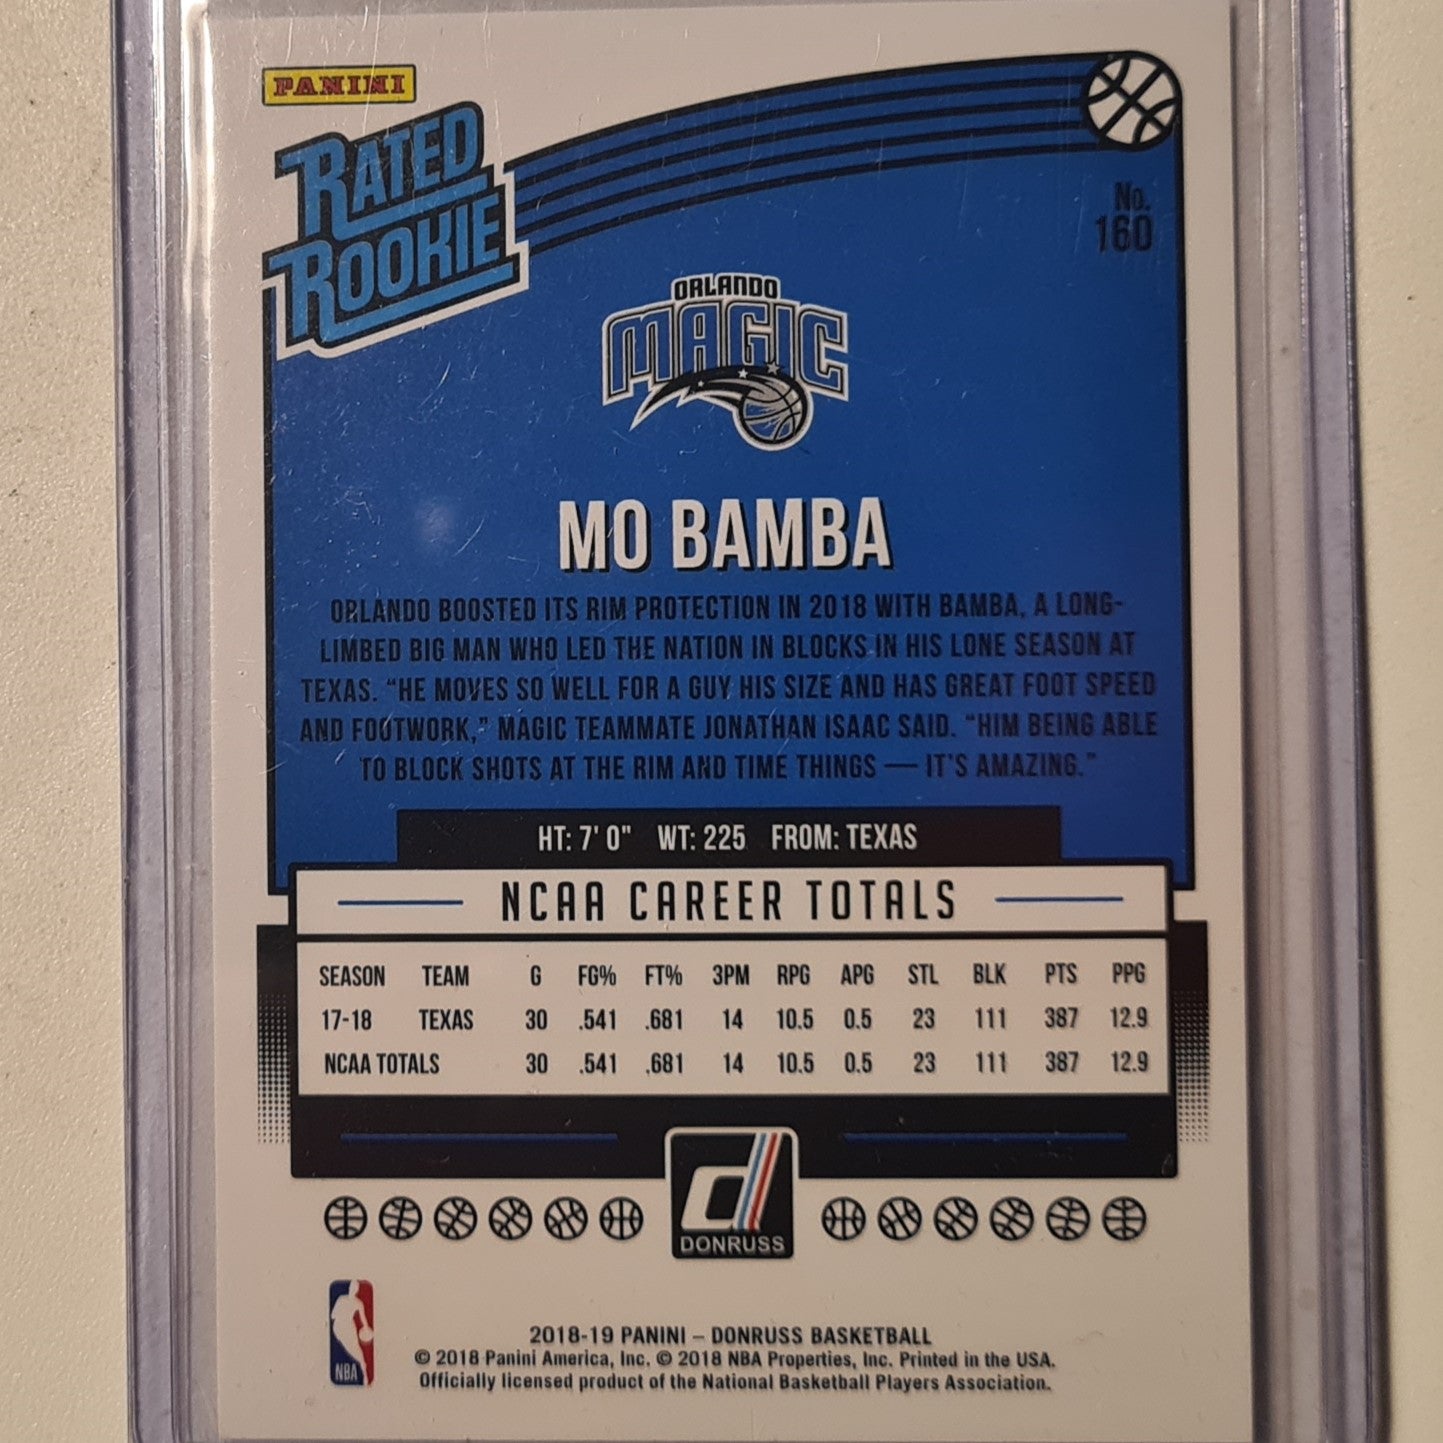 PANINI
RATED
ROOKIE
No.
160
ORLANDO
MAGIC
MO BAMBA
ORLANDO BOOSTED ITS RIM PROTECTION IN 2018 WITH BAMBA, A LONG-
LIMBED BIG MAN WHO LED THE NATION IN BLOCKS IN HIS LONE SEASON AT
TEXAS. “HE MOVES SO WELL FOR A GUY HIS SIZE AND HAS GREAT FOOT SPEED
AND FOOTWORK,” MAGIC TEAMMATE JONATHAN ISAAC SAID. “HIM BEING ABLE
TO BLOCK SHOTS AT THE RIM AND TIME THINGS — IT’S AMAZING.”
HT: 7' 0" WT: 225 FROM: TEXAS
NCAA CAREER TOTALS
SEASON TEAM G FG% FT% 3PM RPG APG STL BLK PTS PPG
17-18 TEXAS 30 .541 .681 14 10.5 0.5 23 111 387 12.9
NCAA TOTALS 30 .541 .681 14 10.5 0.5 23 111 387 12.9
d
DONRUSS
NBA
2018-19 PANINI – DONRUSS BASKETBALL
© 2018 Panini America, Inc. © 2018 NBA Properties, Inc. Printed in the USA.
Officially licensed product of the National Basketball Players Association.